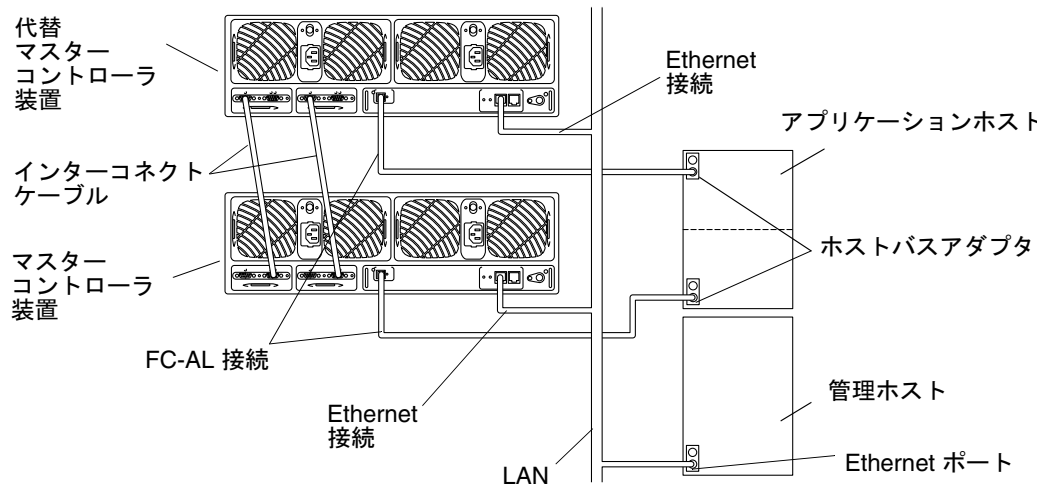 代替
マスター
コントローラ
装置
Ethernet
接続
アプリケーションホスト
インターコネクト
ケーブル
ホストバスアダプタ
マスター
コントローラ
装置
FC-AL 接続
Ethernet
接続
管理ホスト
LAN
Ethernet ポート